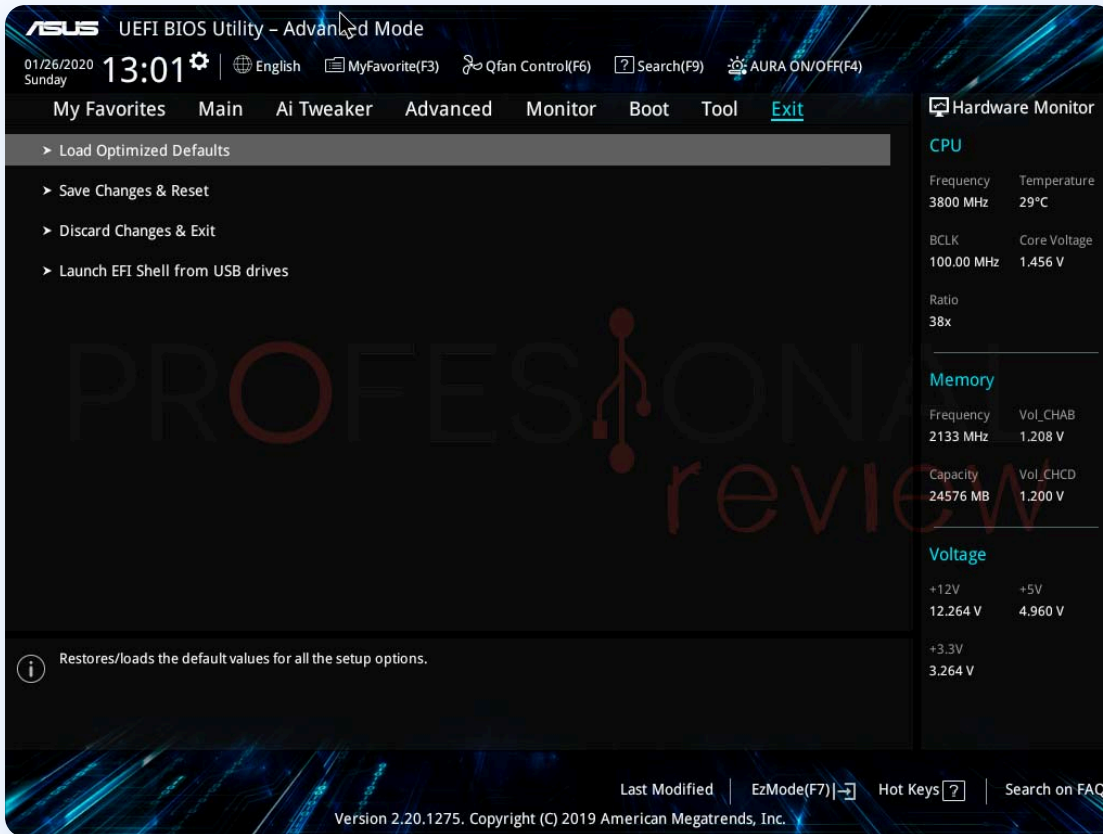 ASUS UEFI BIOS Utility – Advanced Mode
01/26/2020
Sunday
13:01
English MyFavorite(F3) Qfan Control(F6) ? Search(F9) AURA ON/OFF(F4)
My Favorites Main Ai Tweaker Advanced Monitor Boot Tool Exit
Load Optimized Defaults
Save Changes & Reset
Discard Changes & Exit
Launch EFI Shell from USB drives
PROFESIONAL
review
Restores/loads the default values for all the setup options.
Hardware Monitor
CPU
Frequency Temperature
3800 MHz 29°C
BCLK Core Voltage
100.00 MHz 1.456 V
Ratio
38x
Memory
Frequency Vol_CHAB
2133 MHz 1.208 V
Capacity Vol_CHCD
24576 MB 1.200 V
Voltage
+12V +5V
12.264 V 4.960 V
+3.3V
3.264 V
Last Modified EzMode(F7) Hot Keys ? Search on FAQ
Version 2.20.1275. Copyright (C) 2019 American Megatrends, Inc.